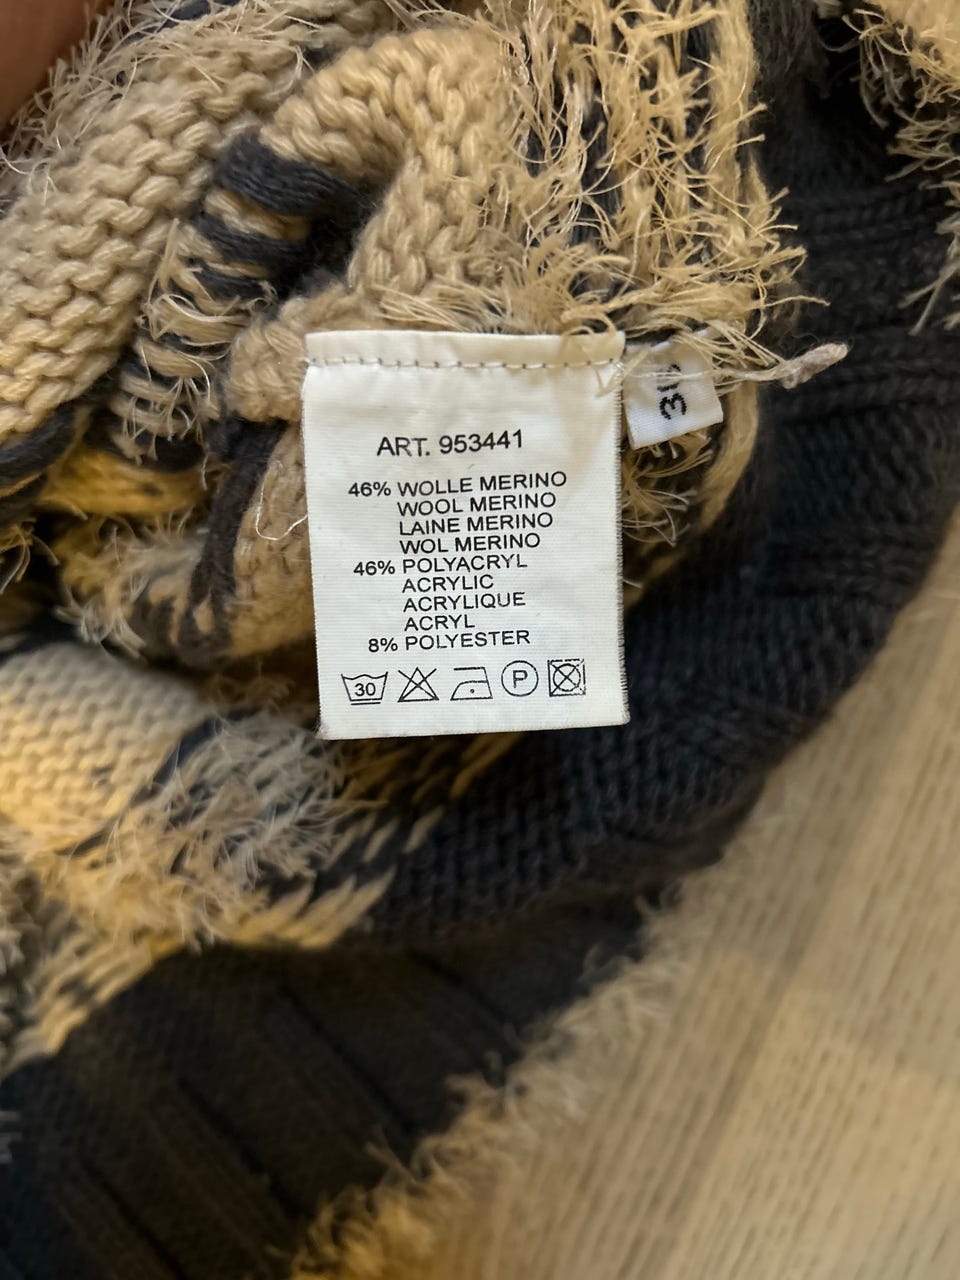 ART. 953441
46% WOLLE MERINO
WOOL MERINO
LAINE MERINO
WOL MERINO
46% POLYACRYL
ACRYLIC
ACRYLIQUE
ACRYL
8% POLYESTER
30 P